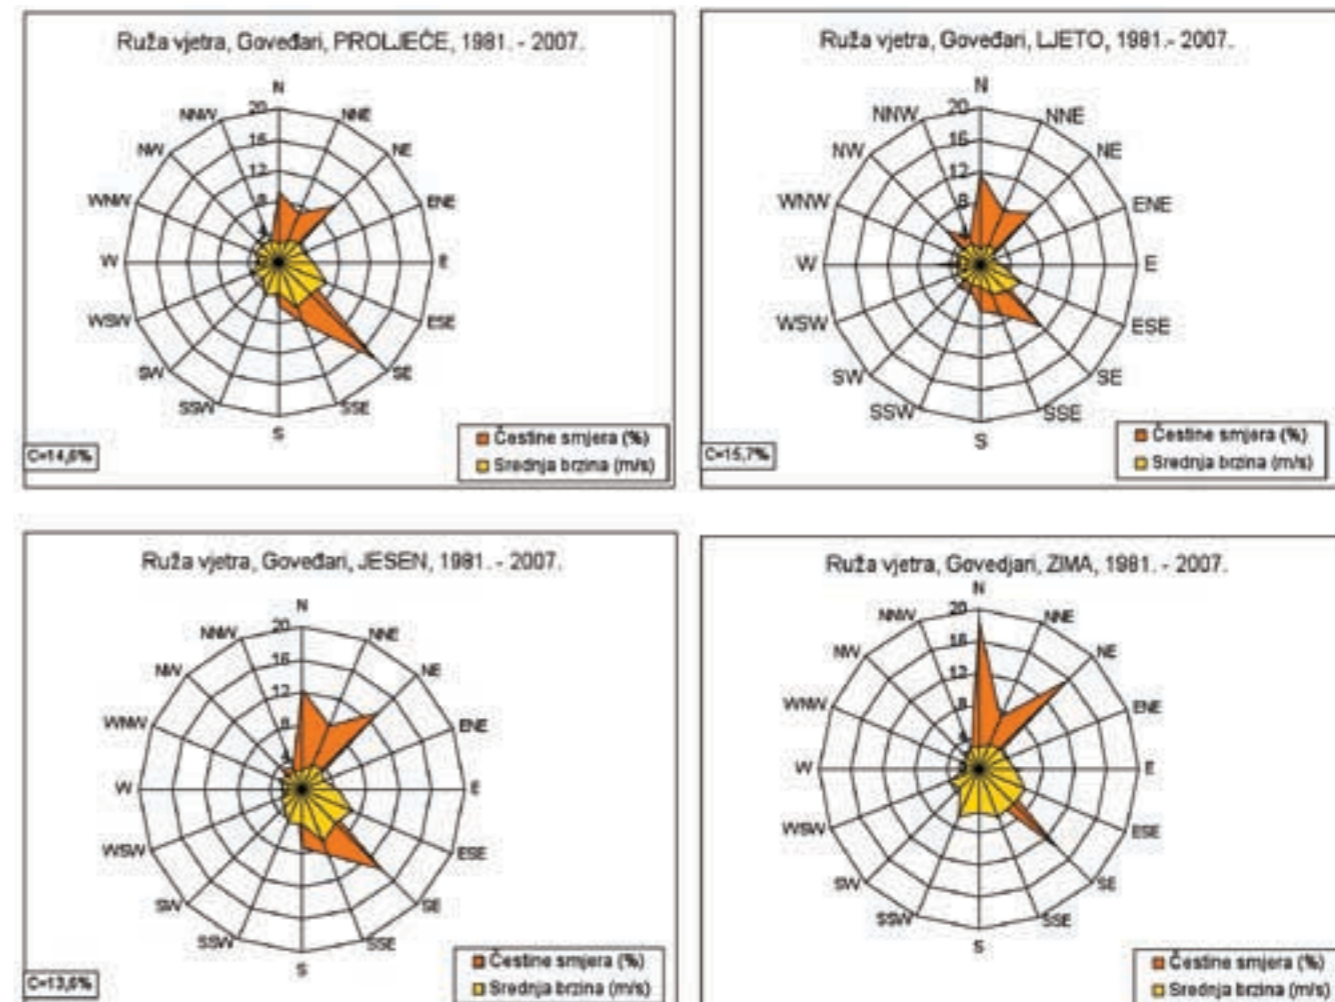 Ruža vjetra, Goveđari, PROLJEĆE, 1981. - 2007.
N
NNE
NE
ENE
E
ESE
SE
SSE
S
SSW
SW
WSW
W
WNW
NW
NNW
20
16
12
8
4
C=14,6%
Čestine smjera (%)
Srednja brzina (m/s)
Ruža vjetra, Goveđari, LJETO, 1981.- 2007.
N
NNE
NE
ENE
E
ESE
SE
SSE
S
SSW
SW
WSW
W
WNW
NW
NNW
20
16
12
8
C=15,7%
Čestine smjera (%)
Srednja brzina (m/s)
Ruža vjetra, Goveđari, JESEN, 1981. - 2007.
N
NNE
NE
ENE
E
ESE
SE
SSE
S
SSW
SW
WSW
W
WNW
NW
NNW
20
16
12
8
4
C=13,6%
Čestine smjera (%)
Srednja brzina (m/s)
Ruža vjetra, Govedjari, ZIMA, 1981. - 2007.
N
NNE
NE
ENE
E
ESE
SE
SSE
S
SSW
SW
WSW
W
WNW
NW
NNW
20
16
12
8
4
Čestine smjera (%)
Srednja brzina (m/s)